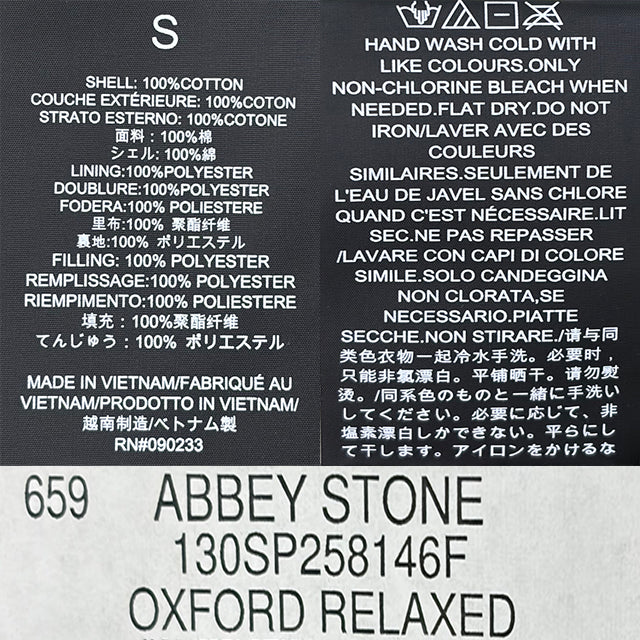 S
SHELL: 100%COTTON
COUCHE EXTÉRIEURE: 100%COTON
STRATO ESTERNO: 100%COTONE
面料：100%棉
シェル：100%綿
LINING:100%POLYESTER
DOUBLURE:100%POLYESTER
FODERA:100% POLIESTERE
里布:100% 聚酯纤维
裏地:100% ポリエステル
FILLING: 100% POLYESTER
REMPLISSAGE:100%POLYESTER
RIEMPIMENTO:100%POLIESTERE
填充：100%聚酯纤维
てんじゅう：100% ポリエステル
MADE IN VIETNAM/FABRIQUÉ AU
VIETNAM/PRODOTTO IN VIETNAM/
越南制造/ベトナム製
RN#090233
HAND WASH COLD WITH
LIKE COLOURS.ONLY
NON-CHLORINE BLEACH WHEN
NEEDED.FLAT DRY.DO NOT
IRON/LAVER AVEC DES
COULEURS
SIMILAIRES.SEULEMENT DE
L'EAU DE JAVEL SANS CHLORE
QUAND C'EST NÉCESSAIRE.LIT
SEC.NE PAS REPASSER
/LAVARE CON CAPI DI COLORE
SIMILE.SOLO CANDEGGINA
NON CLORATA,SE
NECESSARIO.PIATTE
SECCHE.NON STIRARE./请与同
类色衣物一起冷水手洗。必要时，
只能非氯漂白。平铺晒干。请勿熨
烫。/同系色のものと一緒に手洗い
してください。必要に応じて、非
塩素漂白しかできない。平らにし
て干します。アイロンをかけるな
659 ABBEY STONE
130SP258146F
OXFORD RELAXED